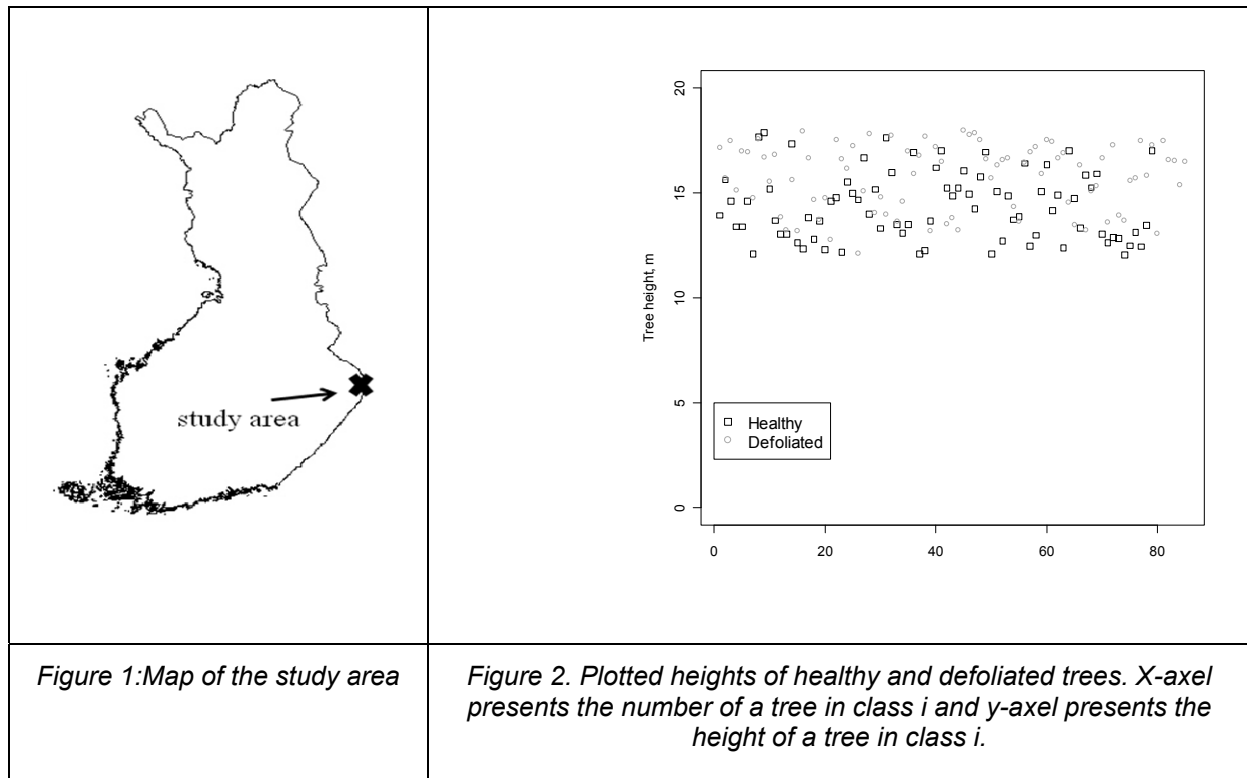 study area
20
15
10
5
0
Tree height, m
Healthy
Defoliated
0 20 40 60 80
Figure 1:Map of the study area
Figure 2. Plotted heights of healthy and defoliated trees. X-axel
presents the number of a tree in class i and y-axel presents the
height of a tree in class i.